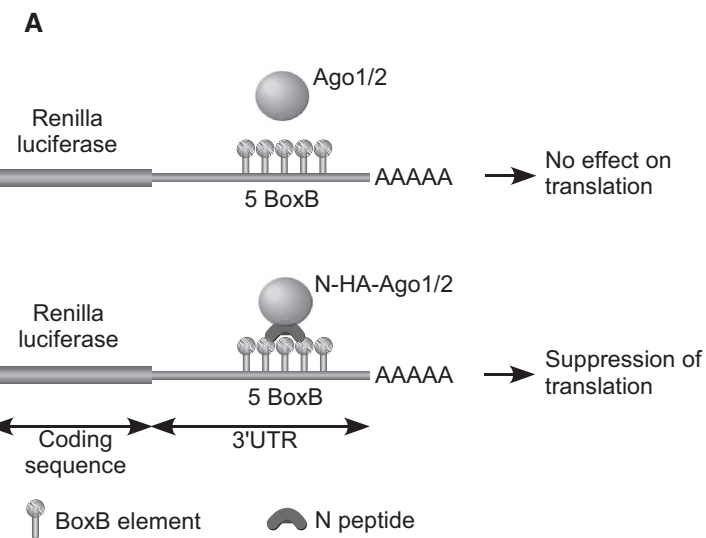 A
Ago1/2
Renilla
luciferase
AAAAA
No effect on
translation
5 BoxB
N-HA-Ago1/2
Renilla
luciferase
AAAAA
Suppression of
translation
5 BoxB
Coding
sequence
3'UTR
BoxB element
N peptide